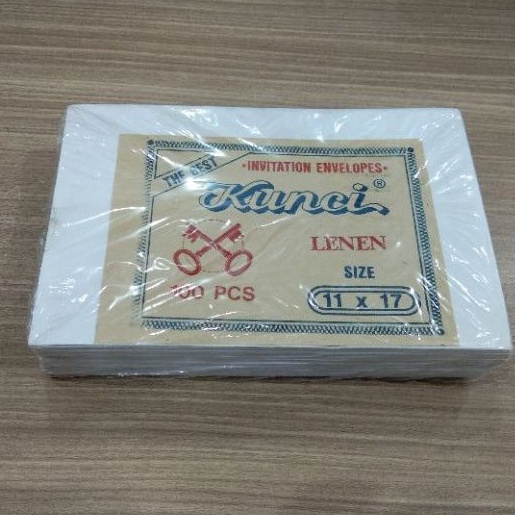 THE BEST
•INVITATION ENVELOPES•
Kunci®
LENEN
SIZE
100 PCS
11 x 17